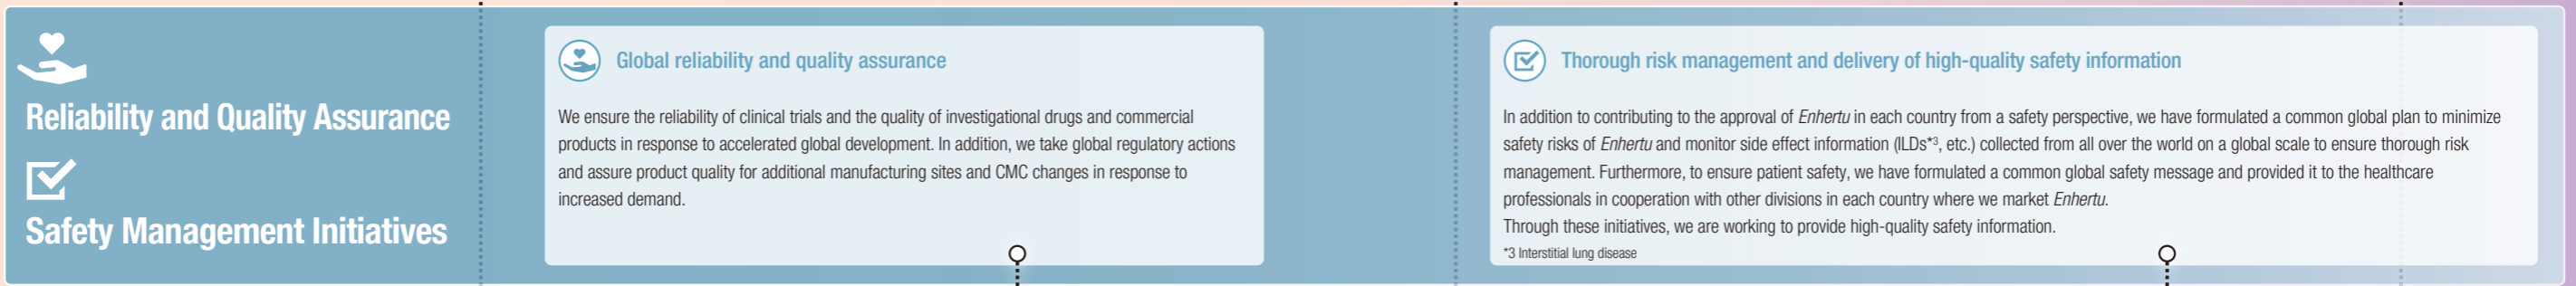 Reliability and Quality Assurance
Safety Management Initiatives
Global reliability and quality assurance
We ensure the reliability of clinical trials and the quality of investigational drugs and commercial
products in response to accelerated global development. In addition, we take global regulatory actions
and assure product quality for additional manufacturing sites and CMC changes in response to
increased demand.
Thorough risk management and delivery of high-quality safety information
In addition to contributing to the approval of Enhertu in each country from a safety perspective, we have formulated a common global plan to minimize
safety risks of Enhertu and monitor side effect information (ILDs*3, etc.) collected from all over the world on a global scale to ensure thorough risk
management. Furthermore, to ensure patient safety, we have formulated a common global safety message and provided it to the healthcare
professionals in cooperation with other divisions in each country where we market Enhertu.
Through these initiatives, we are working to provide high-quality safety information.
*3 Interstitial lung disease